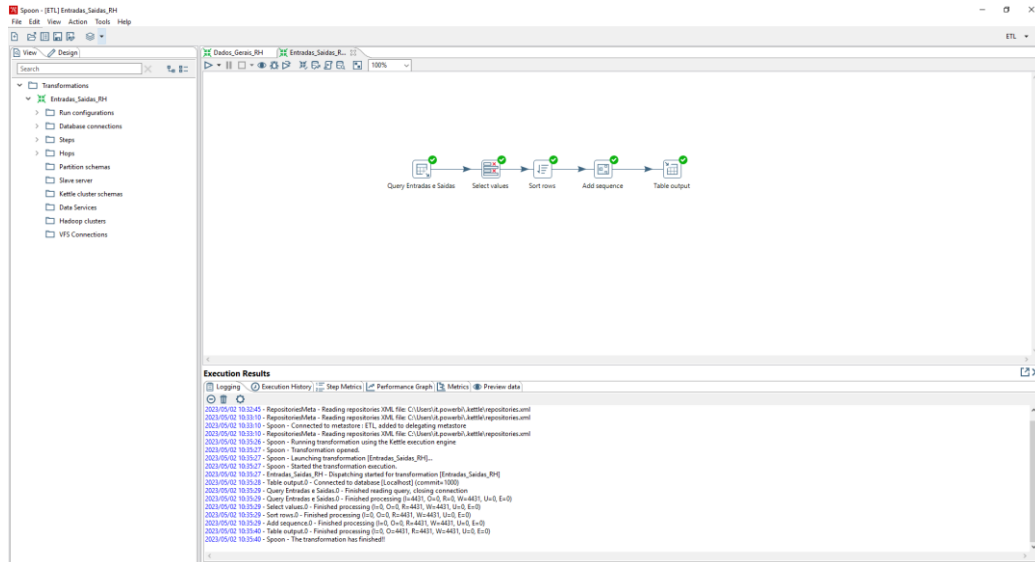 Spoon - [ETL] Entradas_Saidas_RH
File Edit View Action Tools Help
ETL
View Design
Search
Transformations
Entradas_Saidas_RH
Run configurations
Database connections
Steps
Hops
Partition schemas
Slave server
Kettle cluster schemas
Data Services
Hadoop clusters
VFS Connections
Dados_Gerais_RH Entradas_Saidas_R...
100%
Query Entradas e Saidas Select values Sort rows Add sequence Table output
Execution Results
Logging Execution History Step Metrics Performance Graph Metrics Preview data
2023/05/02 10:32:45 - RepositoriesMeta - Reading repositories XML file: C:\Users\it.powerbi\.kettle\repositories.xml
2023/05/02 10:33:10 - RepositoriesMeta - Reading repositories XML file: C:\Users\it.powerbi\.kettle\repositories.xml
2023/05/02 10:33:10 - Spoon - Connected to metastore : ETL, added to delegating metastore
2023/05/02 10:33:10 - RepositoriesMeta - Reading repositories XML file: C:\Users\it.powerbi\.kettle\repositories.xml
2023/05/02 10:35:26 - Spoon - Running transformation using the Kettle execution engine
2023/05/02 10:35:27 - Spoon - Transformation opened.
2023/05/02 10:35:27 - Spoon - Launching transformation [Entradas_Saidas_RH]...
2023/05/02 10:35:27 - Spoon - Started the transformation execution.
2023/05/02 10:35:27 - Entradas_Saidas_RH - Dispatching started for transformation [Entradas_Saidas_RH]
2023/05/02 10:35:28 - Table output.0 - Connected to database [Localhost] (commit=1000)
2023/05/02 10:35:29 - Query Entradas e Saidas.0 - Finished reading query, closing connection
2023/05/02 10:35:29 - Query Entradas e Saidas.0 - Finished processing (I=4431, O=0, R=0, W=4431, U=0, E=0)
2023/05/02 10:35:29 - Select values.0 - Finished processing (I=0, O=0, R=4431, W=4431, U=0, E=0)
2023/05/02 10:35:29 - Sort rows.0 - Finished processing (I=0, O=0, R=4431, W=4431, U=0, E=0)
2023/05/02 10:35:29 - Add sequence.0 - Finished processing (I=0, O=0, R=4431, W=4431, U=0, E=0)
2023/05/02 10:35:40 - Table output.0 - Finished processing (I=0, O=4431, R=4431, W=4431, U=0, E=0)
2023/05/02 10:35:40 - Spoon - The transformation has finished!!